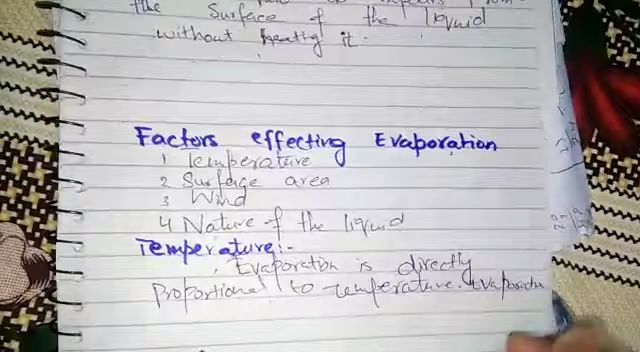 the Surface of the liquid
without heating it.
Factors effecting Evaporation
1 Temperature
2 Surface area
3 Wind
4 Nature of the liquid
Temperature:-
Evaporation is directly
Proportional to temperature. Evaporation